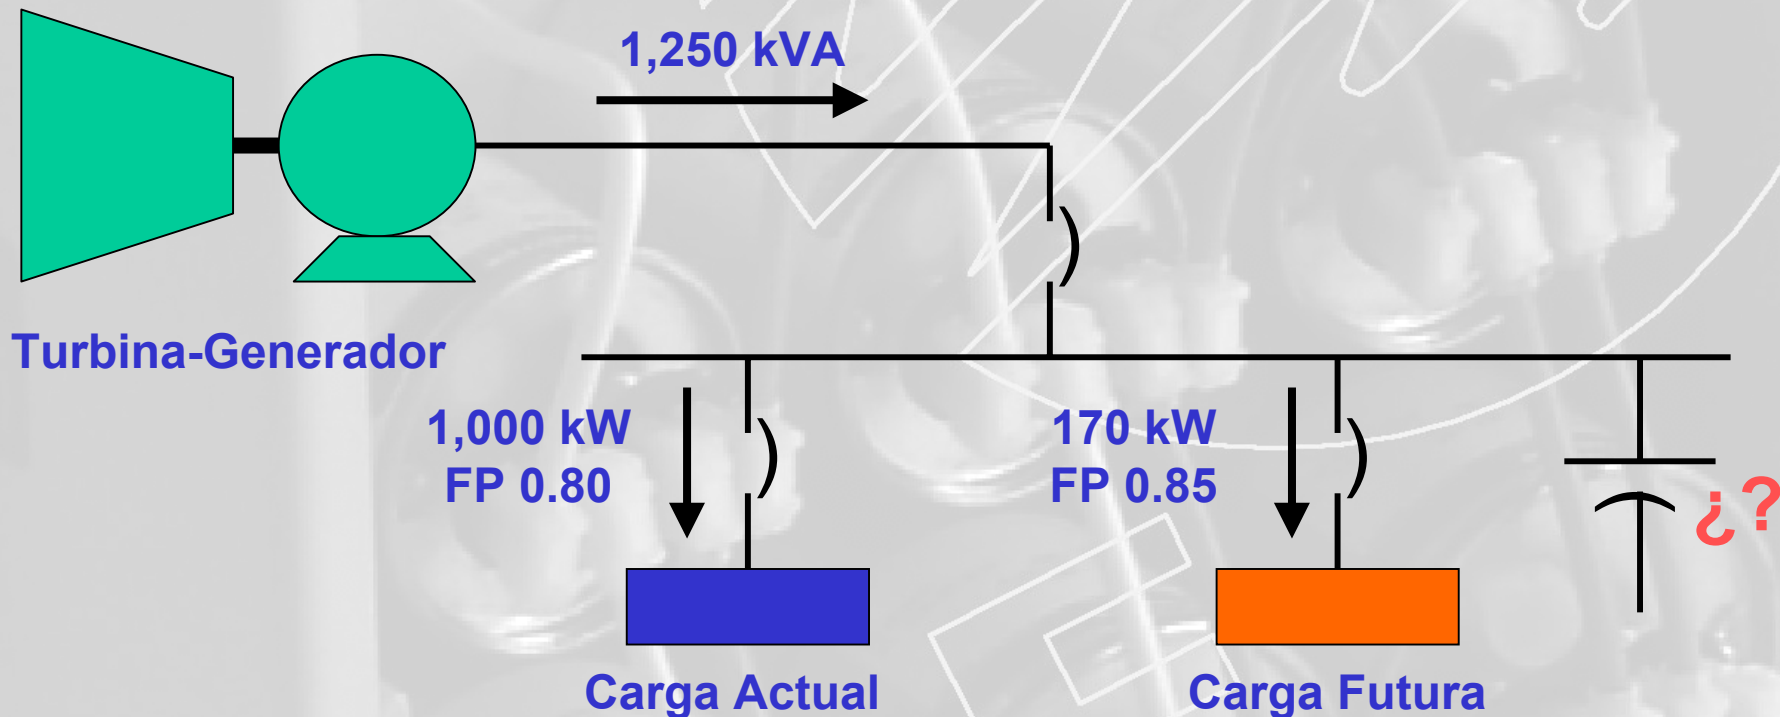 1,250 kVA
Turbina-Generador
1,000 kW
FP 0.80
170 kW
FP 0.85
¿?
Carga Actual
Carga Futura